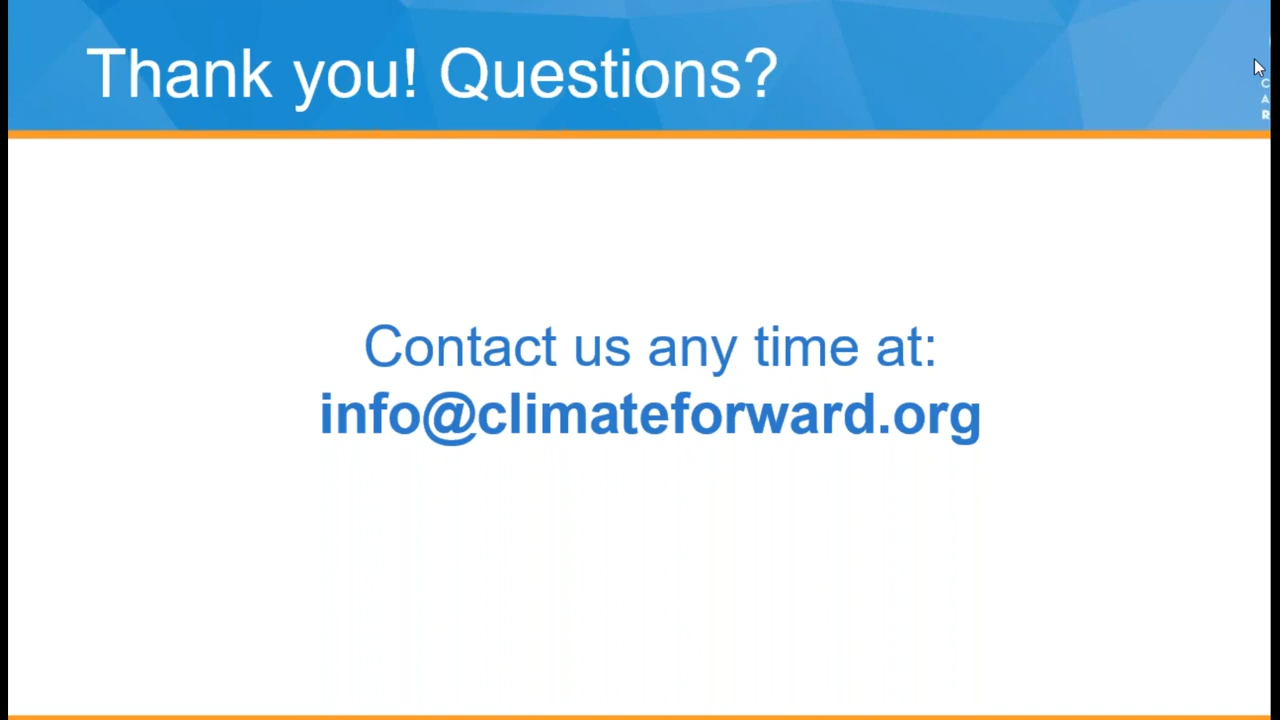 Thank you! Questions?
C
A
R
Contact us any time at:
info@climateforward.org